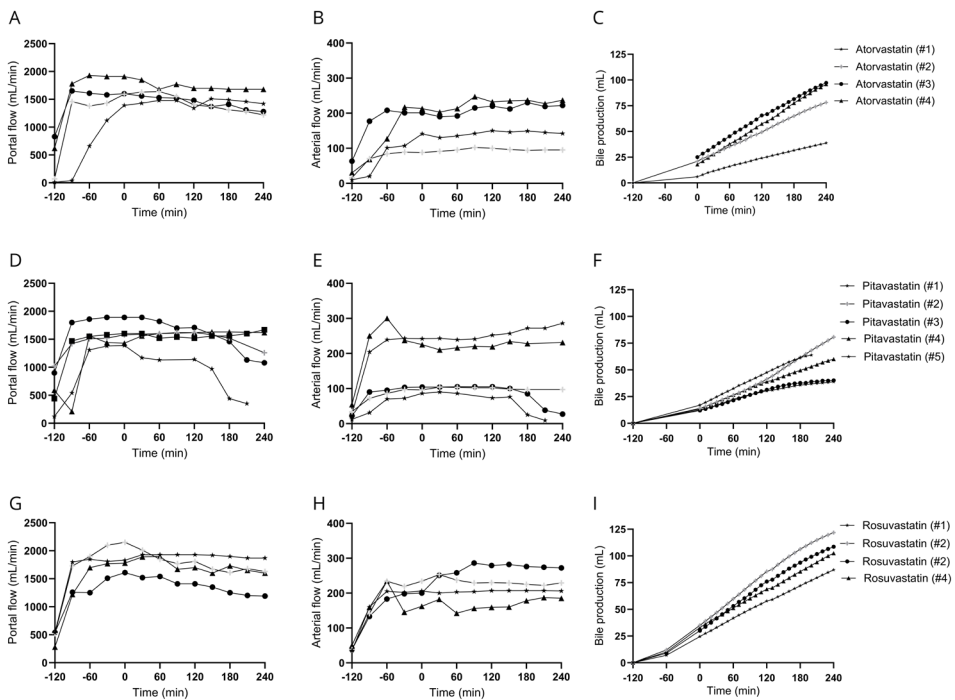 A
B
C
Portal flow (mL/min)
2500
2000
1500
1000
500
0
-120 -60 0 60 120 180 240
Time (min)
Arterial flow (mL/min)
400
300
200
100
0
-120 -60 0 60 120 180 240
Time (min)
Bile production (mL)
125
100
75
50
25
0
-120 -60 0 60 120 180 240
Time (min)
Atorvastatin (#1)
Atorvastatin (#2)
Atorvastatin (#3)
Atorvastatin (#4)
D
E
F
Portal flow (mL/min)
2500
2000
1500
1000
500
0
-120 -60 0 60 120 180 240
Time (min)
Arterial flow (mL/min)
400
300
200
100
0
-120 -60 0 60 120 180 240
Time (min)
Bile production (mL)
125
100
75
50
25
0
-120 -60 0 60 120 180 240
Time (min)
Pitavastatin (#1)
Pitavastatin (#2)
Pitavastatin (#3)
Pitavastatin (#4)
Pitavastatin (#5)
G
H
I
Portal flow (mL/min)
2500
2000
1500
1000
500
0
-120 -60 0 60 120 180 240
Time (min)
Arterial flow (mL/min)
400
300
200
100
0
-120 -60 0 60 120 180 240
Time (min)
Bile production (mL)
125
100
75
50
25
0
-120 -60 0 60 120 180 240
Time (min)
Rosuvastatin (#1)
Rosuvastatin (#2)
Rosuvastatin (#2)
Rosuvastatin (#4)